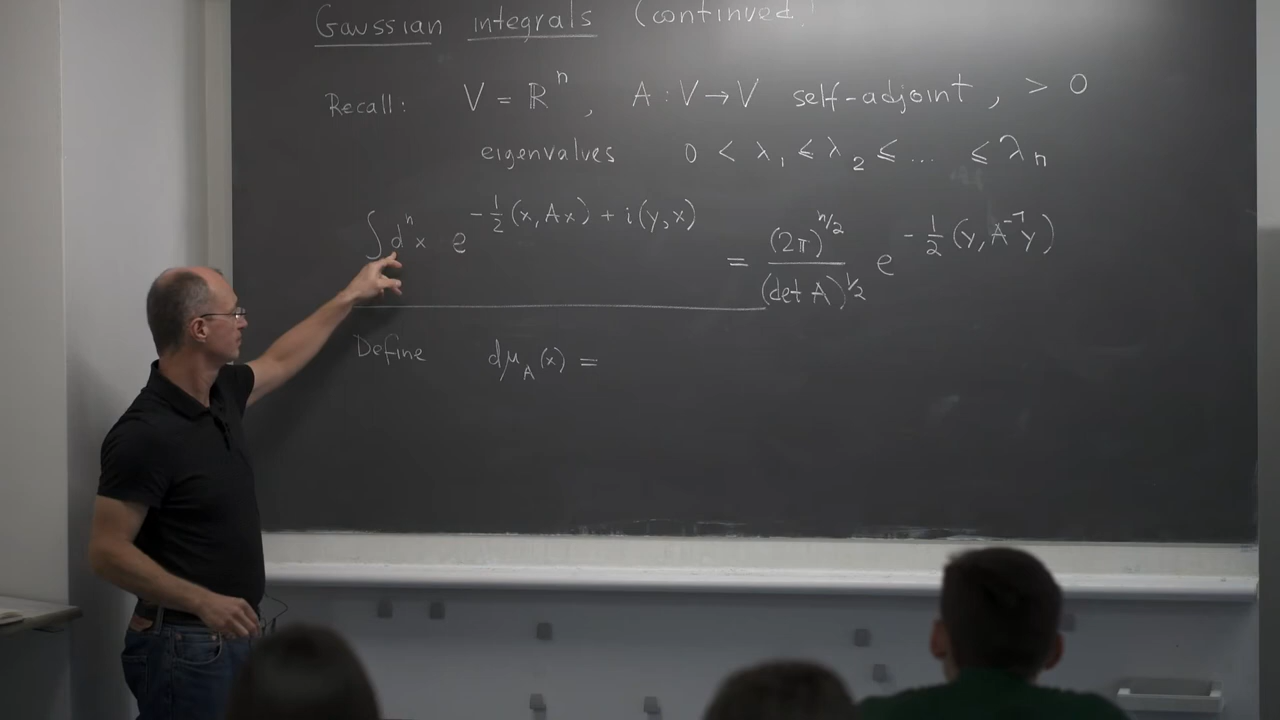 Gaussian integrals (continued)
Recall: V = ℝⁿ, A : V → V self-adjoint, > 0
eigenvalves 0 < λ₁ ≤ λ₂ ≤ ... ≤ λₙ
∫ dⁿx e^{-½(x, Ax) + i(y, x)} = (2π)^{n/2} / (det A)^{1/2} e^{-½(y, A⁻¹y)}
Define dμ_A(x) =